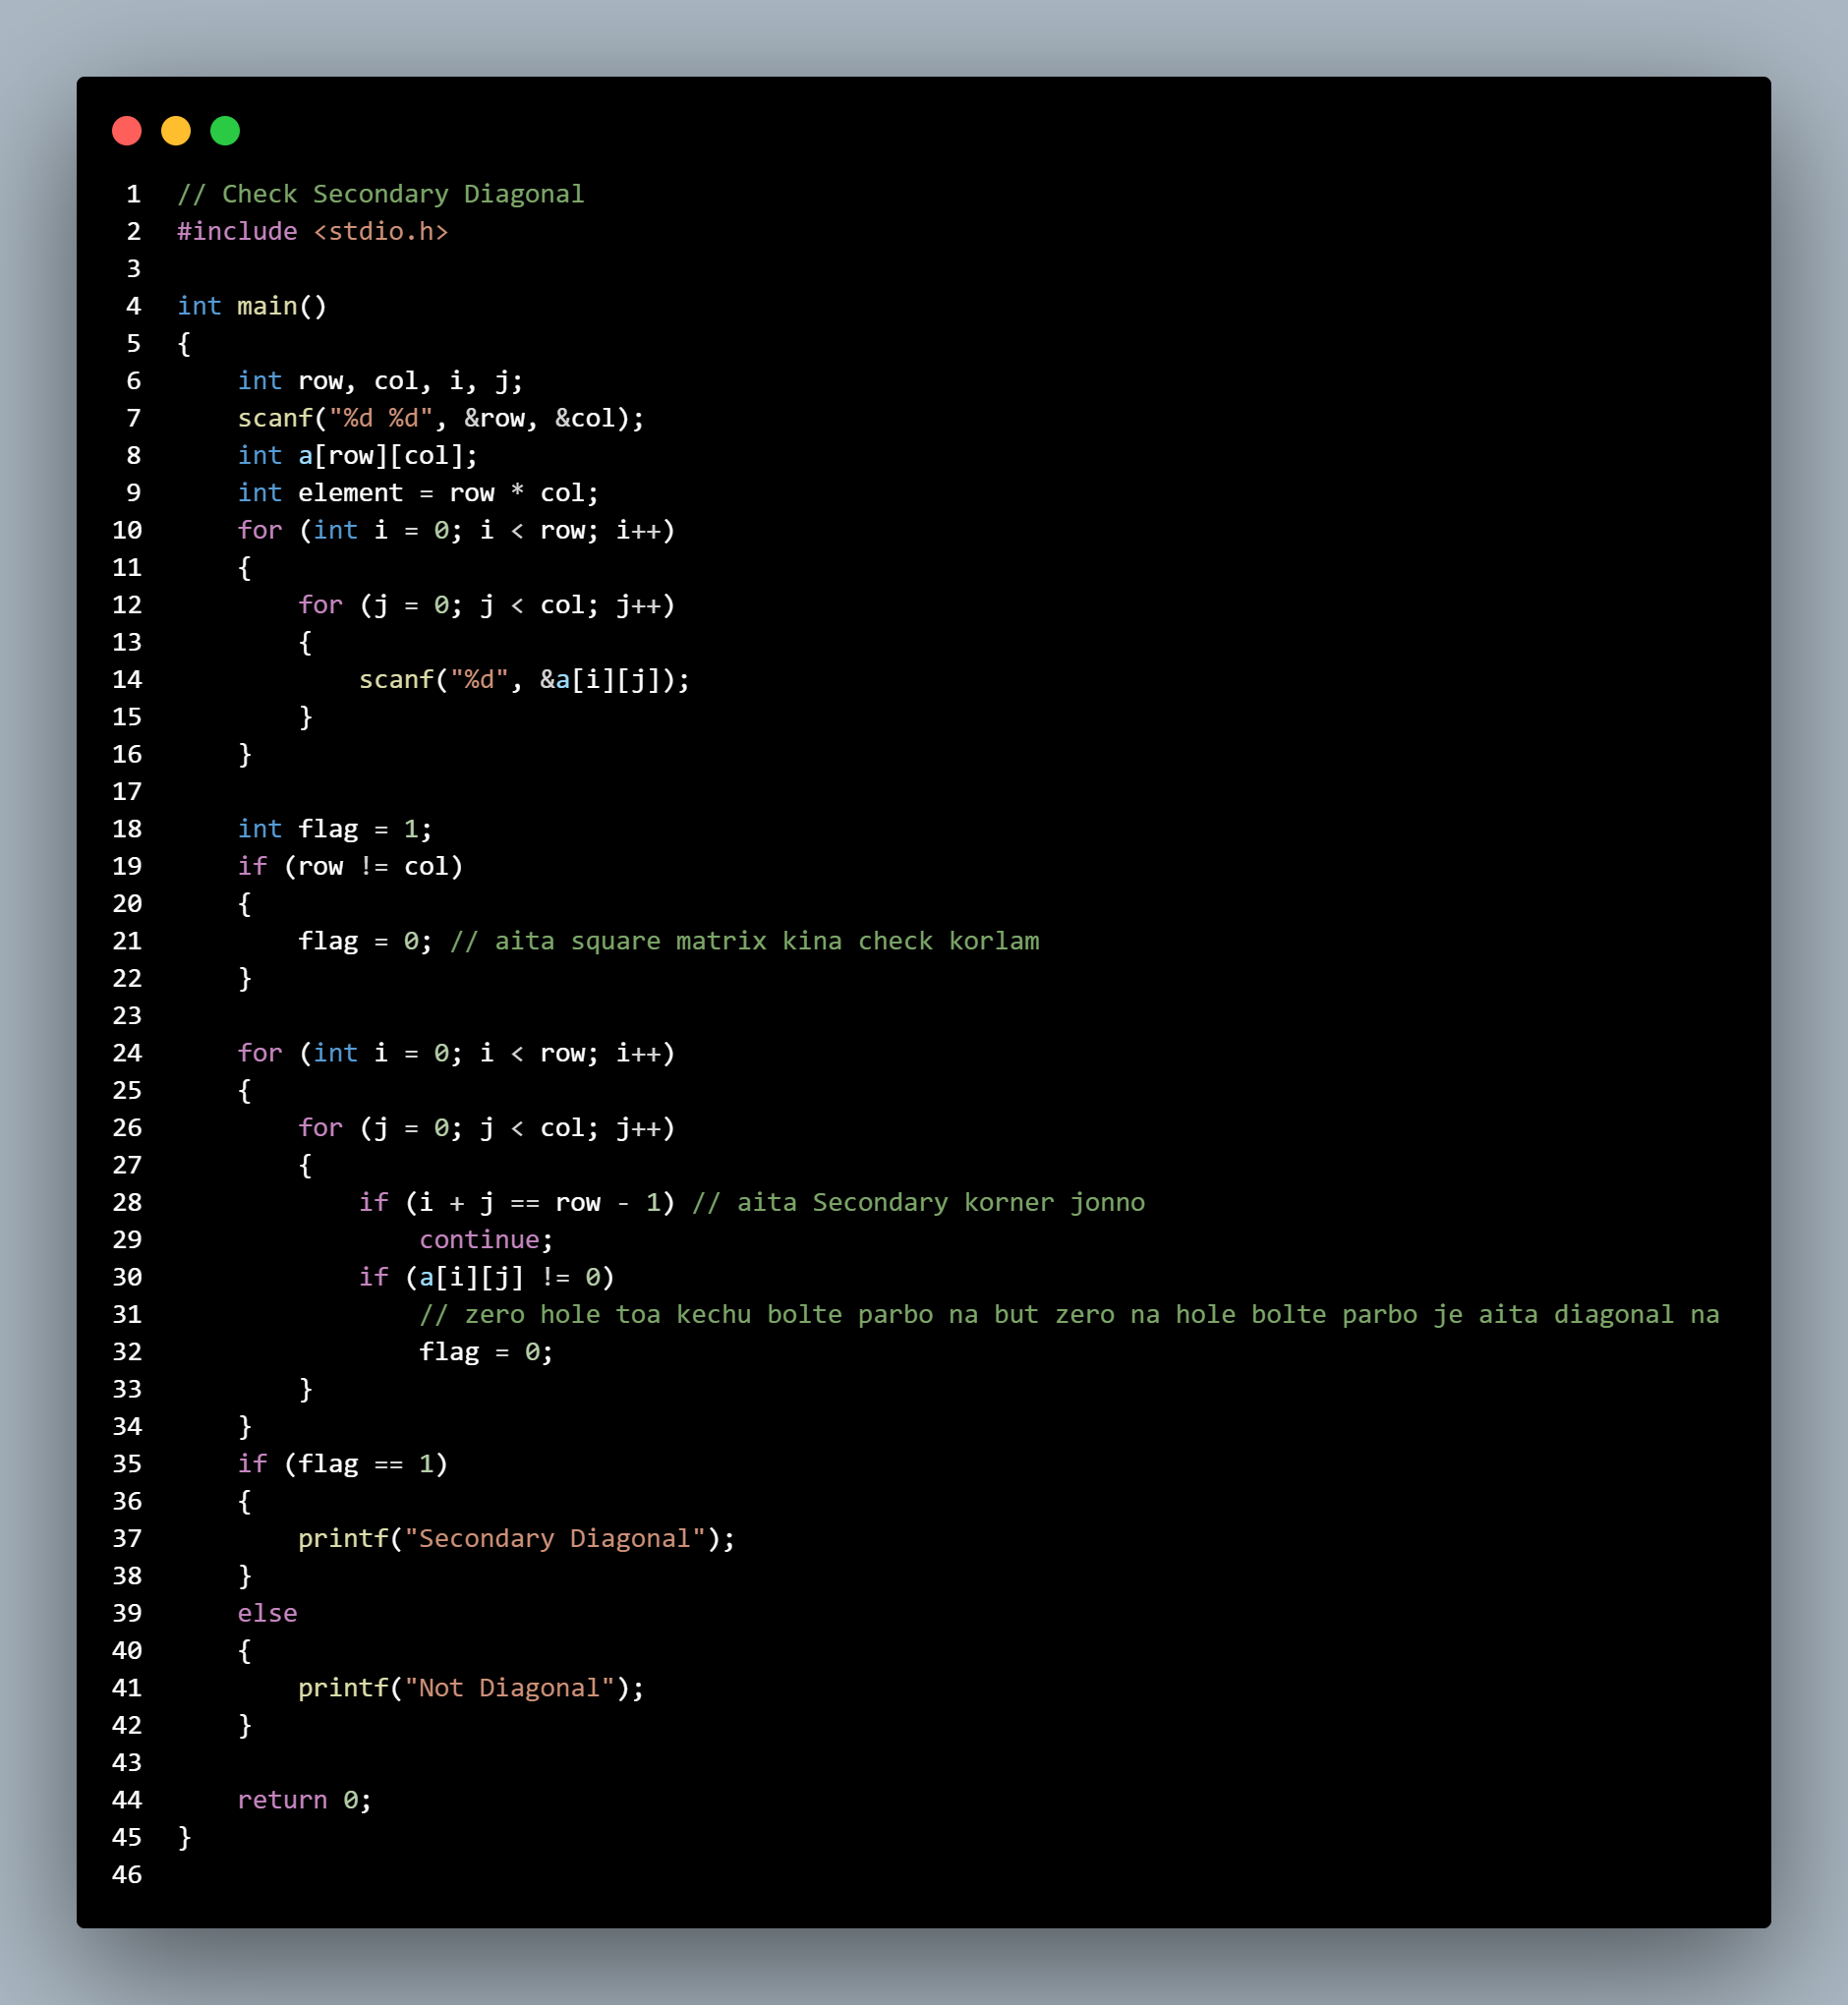 1 // Check Secondary Diagonal
2 #include <stdio.h>
3
4 int main()
5 {
6     int row, col, i, j;
7     scanf("%d %d", &row, &col);
8     int a[row][col];
9     int element = row * col;
10     for (int i = 0; i < row; i++)
11     {
12         for (j = 0; j < col; j++)
13         {
14             scanf("%d", &a[i][j]);
15         }
16     }
17
18     int flag = 1;
19     if (row != col)
20     {
21         flag = 0; // aita square matrix kina check korlam
22     }
23
24     for (int i = 0; i < row; i++)
25     {
26         for (j = 0; j < col; j++)
27         {
28             if (i + j == row - 1) // aita Secondary korner jonno
29                 continue;
30             if (a[i][j] != 0)
31                 // zero hole toa kechu bolte parbo na but zero na hole bolte parbo je aita diagonal na
32                 flag = 0;
33         }
34     }
35     if (flag == 1)
36     {
37         printf("Secondary Diagonal");
38     }
39     else
40     {
41         printf("Not Diagonal");
42     }
43
44     return 0;
45 }
46